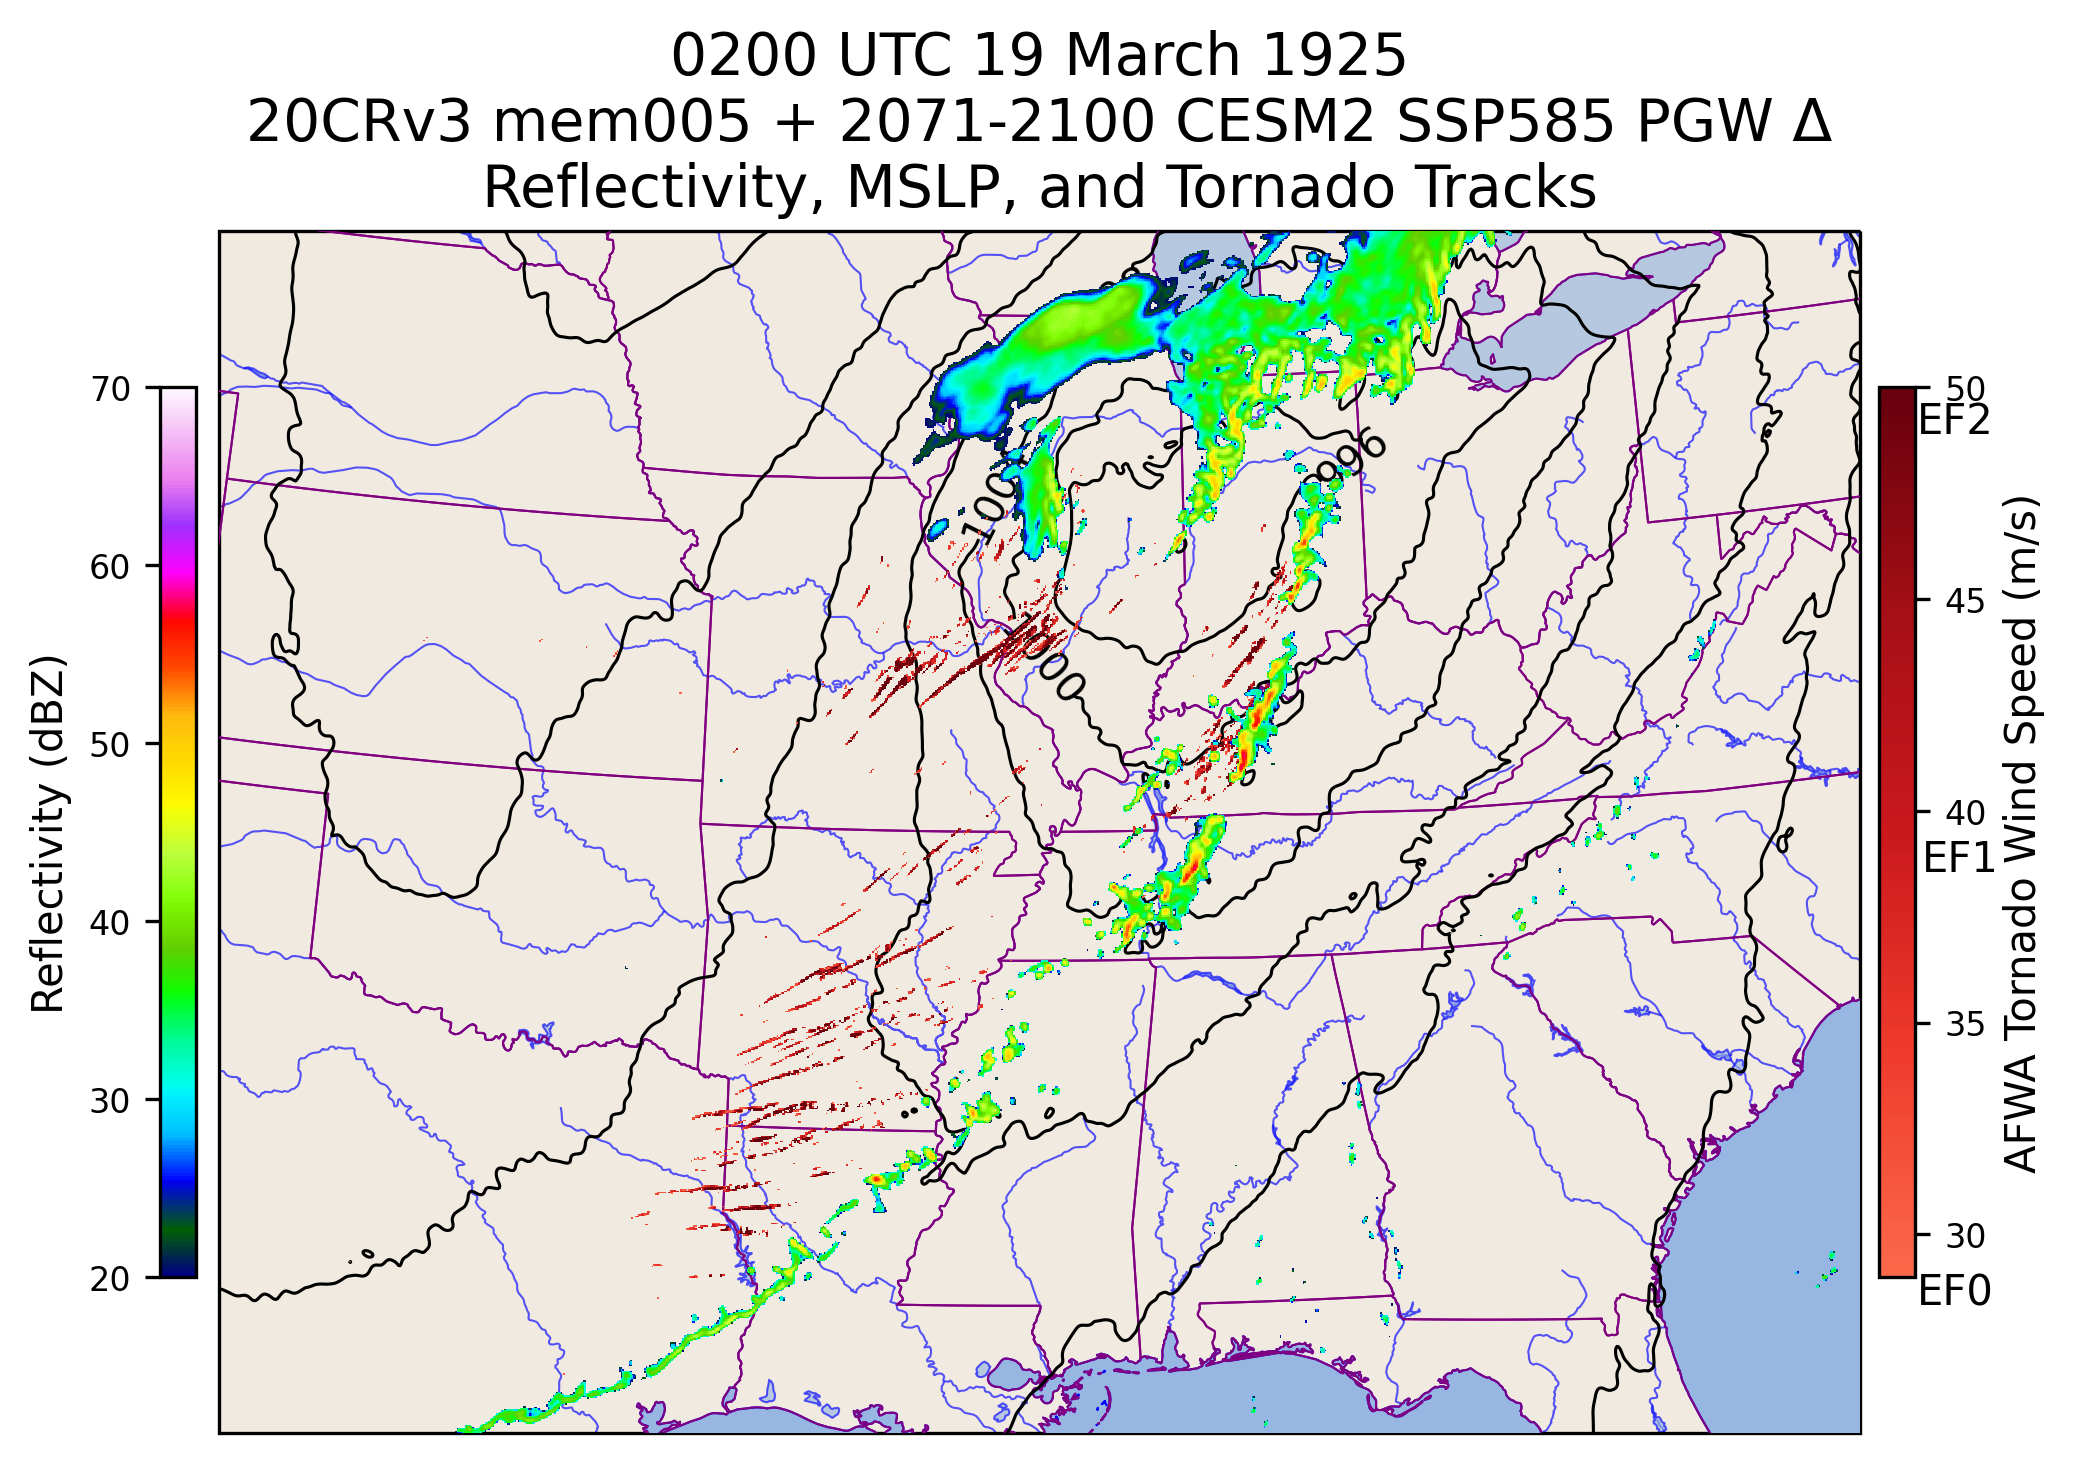 0200 UTC 19 March 1925
20CRv3 mem005 + 2071-2100 CESM2 SSP585 PGW Δ
Reflectivity, MSLP, and Tornado Tracks
Reflectivity (dBZ)
70
60
50
40
30
20
996
50
EF2
45
40
EF1
35
30
EF0
AFWA Tornado Wind Speed (m/s)